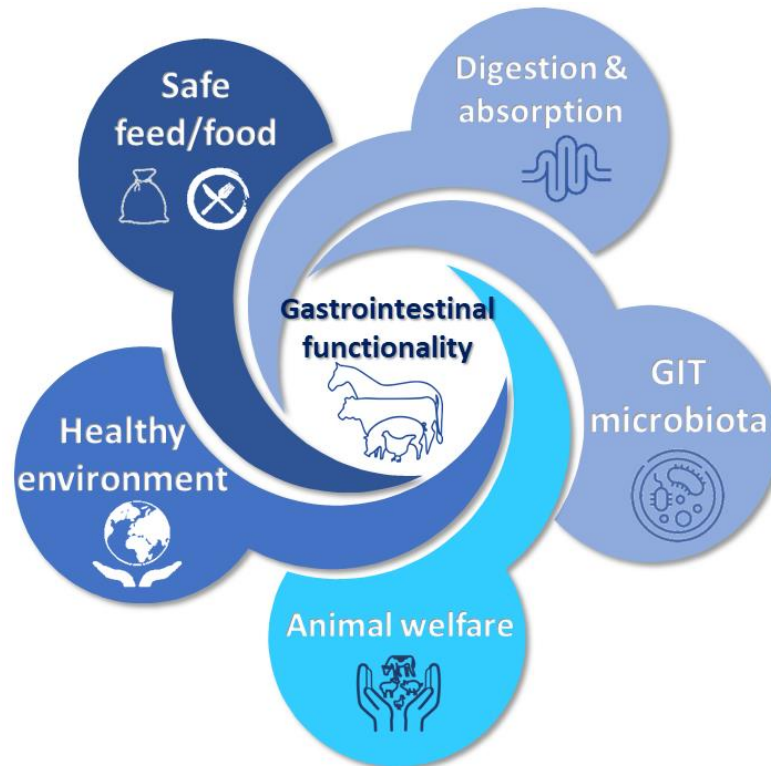 Safe
feed/food
Digestion &
absorption
Gastrointestinal
functionality
GIT
microbiota
Healthy
environment
Animal welfare